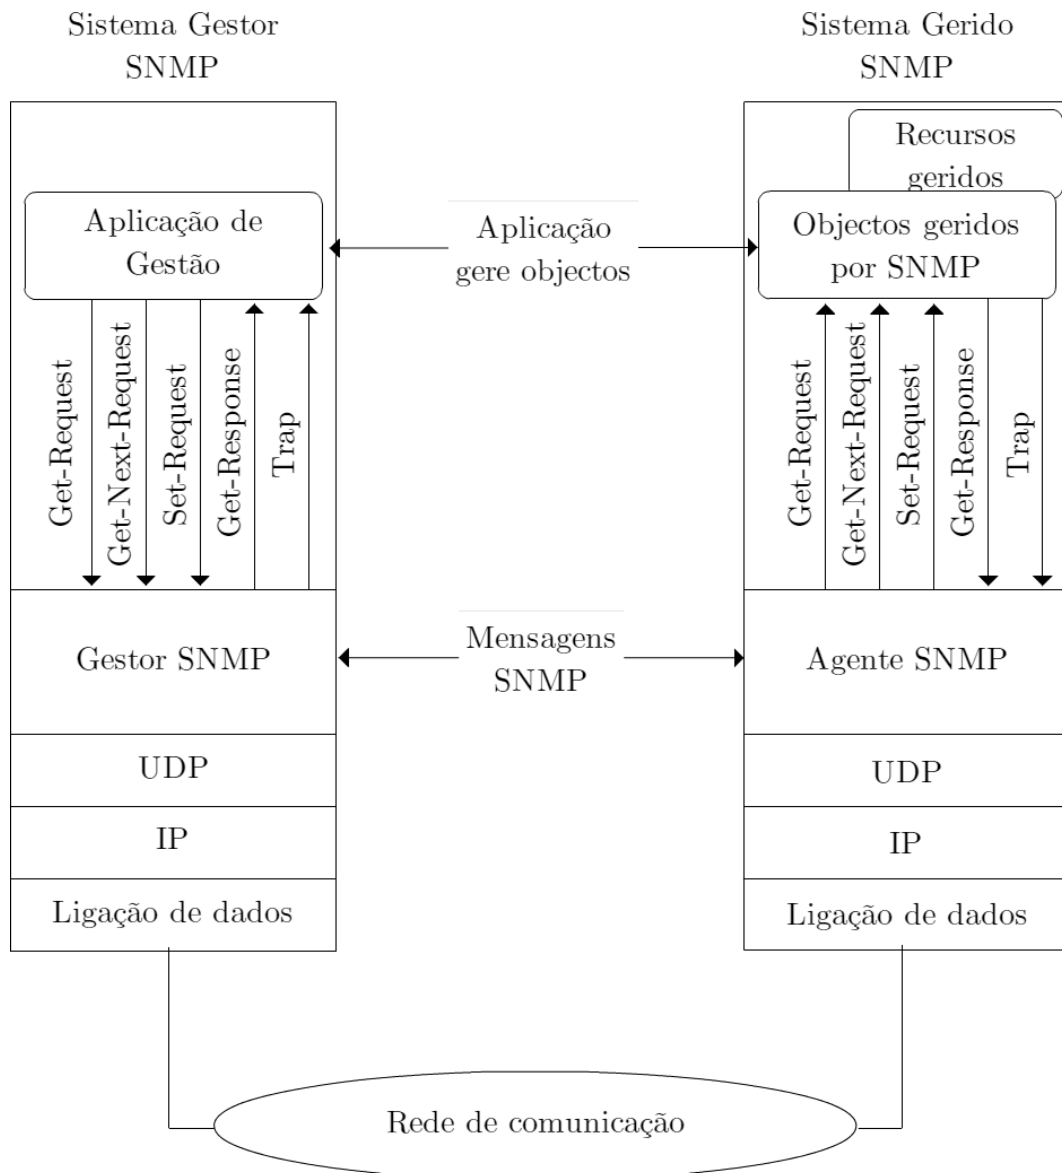 Sistema Gestor
SNMP
Sistema Gerido
SNMP
Recursos
geridos
Aplicação de
Gestão
Aplicação
gere objectos
Objectos geridos
por SNMP
Get-Request
Get-Next-Request
Set-Request
Get-Response
Trap
Get-Request
Get-Next-Request
Set-Request
Get-Response
Trap
Gestor SNMP
Mensagens
SNMP
Agente SNMP
UDP
UDP
IP
IP
Ligação de dados
Ligação de dados
Rede de comunicação